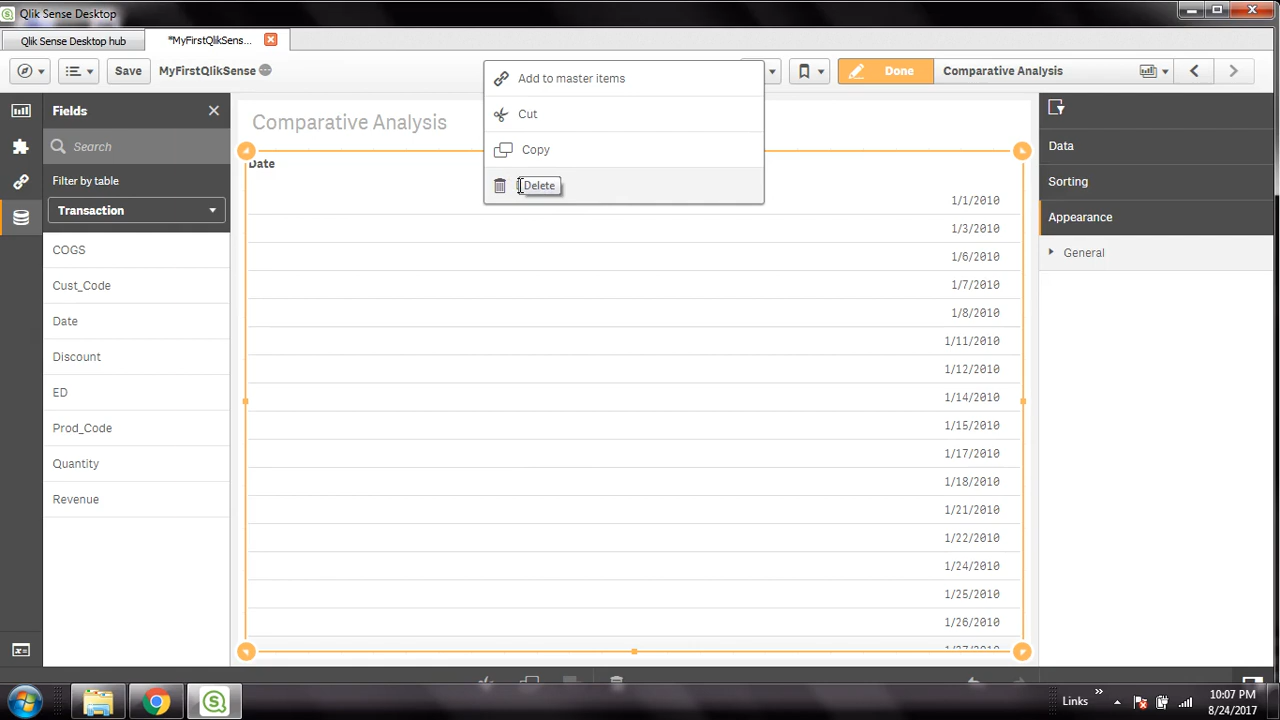 Qlik Sense Desktop
Qlik Sense Desktop hub
*MyFirstQlikSense...
Save
MyFirstQlikSense
Done
Comparative Analysis
Fields
Search
Filter by table
Transaction
COGS
Cust_Code
Date
Discount
ED
Prod_Code
Quantity
Revenue
Comparative Analysis
Add to master items
Cut
Copy
Delete
Date
1/1/2010
1/3/2010
1/6/2010
1/7/2010
1/8/2010
1/11/2010
1/12/2010
1/14/2010
1/15/2010
1/17/2010
1/18/2010
1/21/2010
1/22/2010
1/24/2010
1/25/2010
1/26/2010
1/27/2010
Data
Sorting
Appearance
General
Links
10:07 PM
8/24/2017